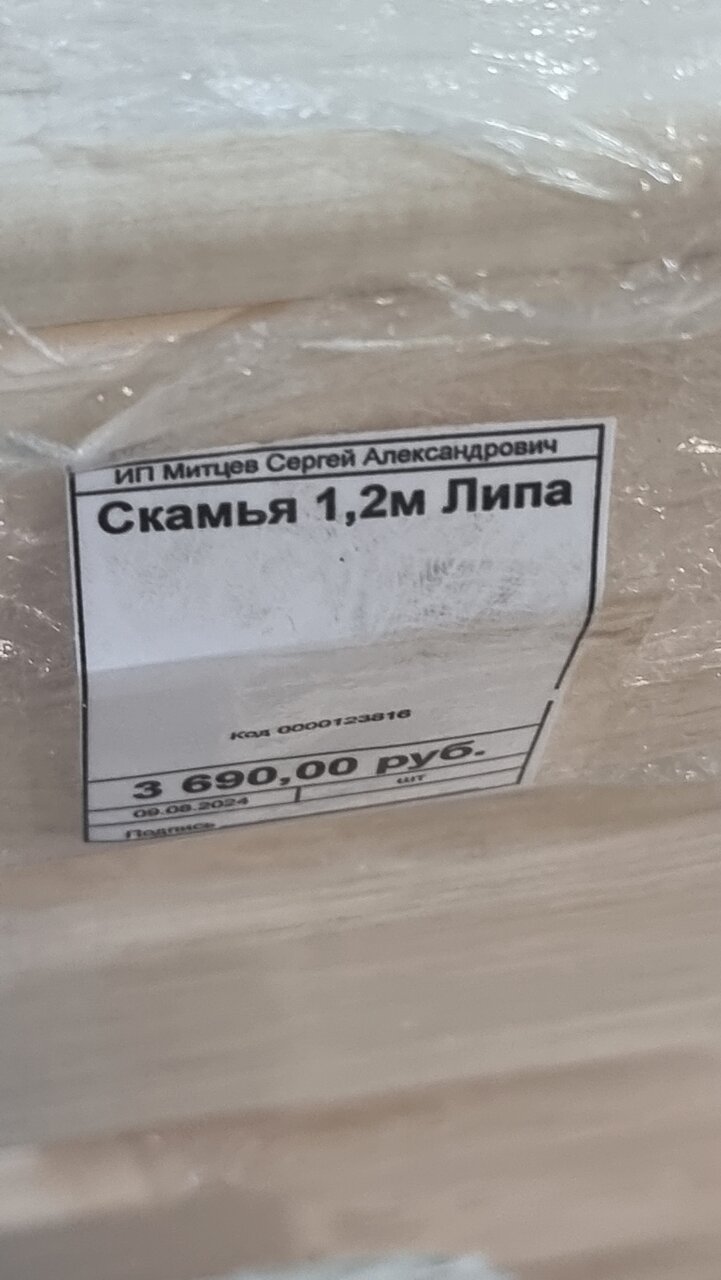 ИП Митцев Сергей Александрович
Скамья 1,2м Липа
Код 0000123816
3 690,00 руб.
09.08.2024
шт
Подпись